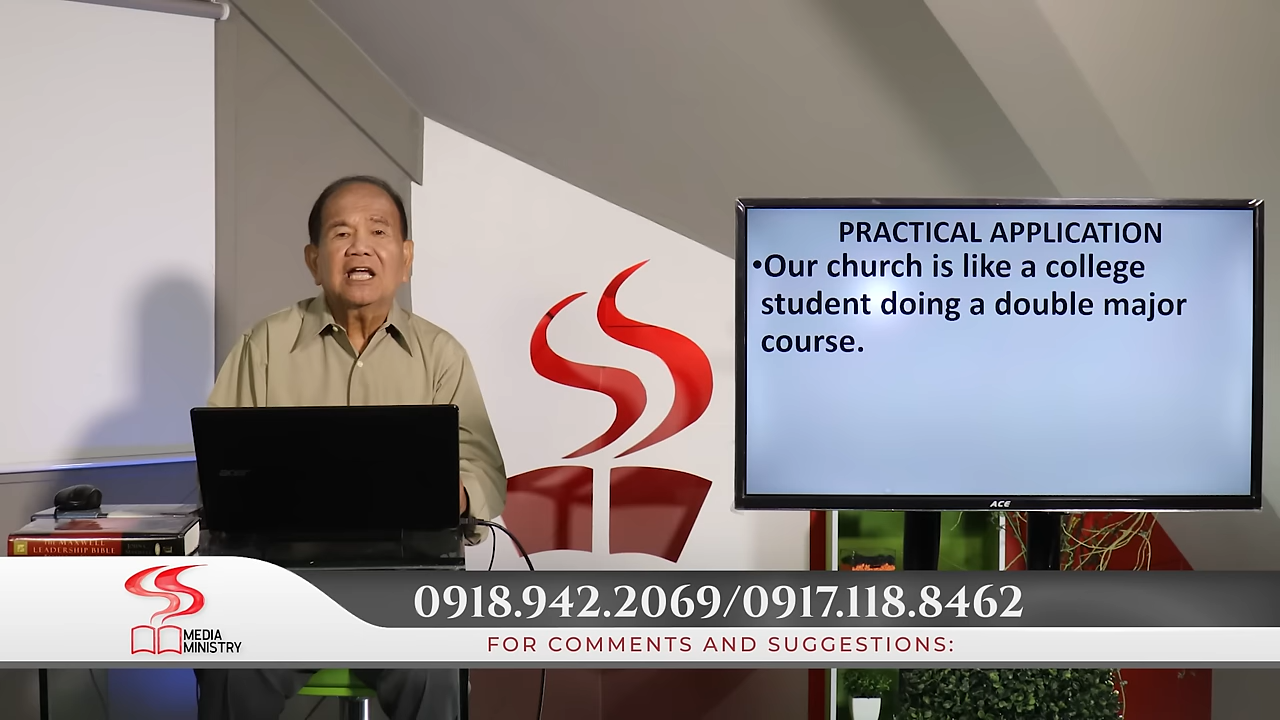 PRACTICAL APPLICATION
•Our church is like a college
student doing a double major
course.
ACE
acer
THE MAXWELL
LEADERSHIP BIBLE
0918.942.2069/0917.118.8462
MEDIA
MINISTRY
FOR COMMENTS AND SUGGESTIONS: